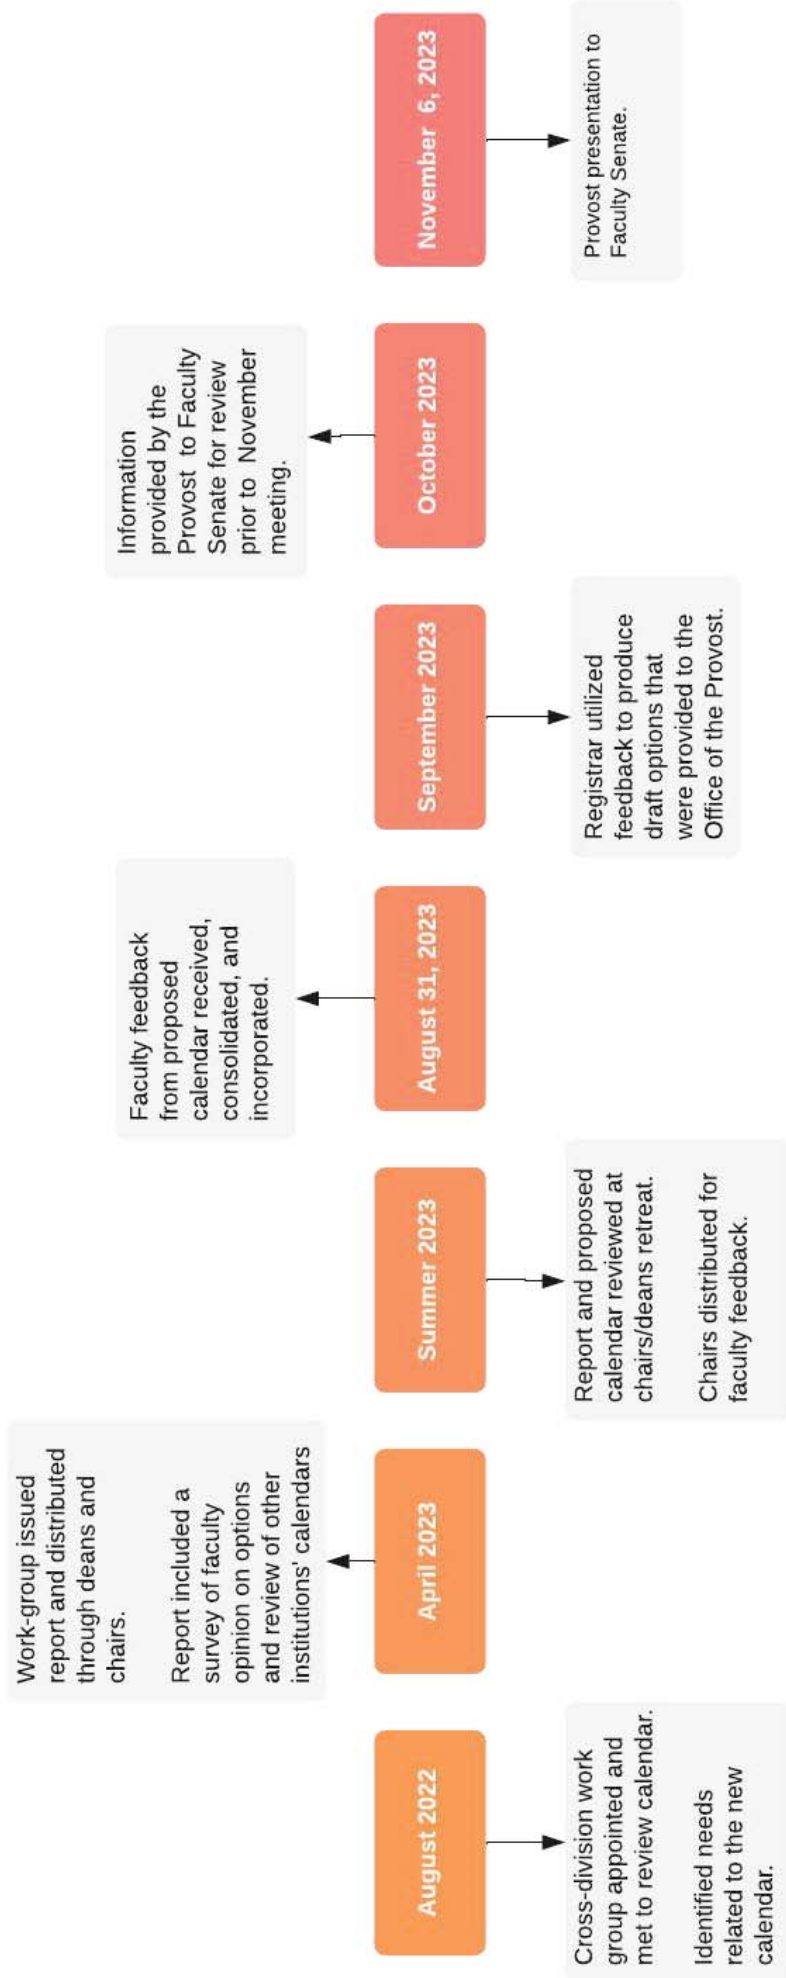 August 2022
Cross-division work
group appointed and
met to review calendar.
Identified needs
related to the new
calendar.
Work-group issued
report and distributed
through deans and
chairs.
Report included a
survey of faculty
opinion on options
and review of other
institutions' calendars
April 2023
Summer 2023
Report and proposed
calendar reviewed at
chairs/deans retreat.
Chairs distributed for
faculty feedback.
Faculty feedback
from proposed
calendar received,
consolidated, and
incorporated.
August 31, 2023
September 2023
Registrar utilized
feedback to produce
draft options that
were provided to the
Office of the Provost.
Information
provided by the
Provost to Faculty
Senate for review
prior to November
meeting.
October 2023
November 6, 2023
Provost presentation to
Faculty Senate.